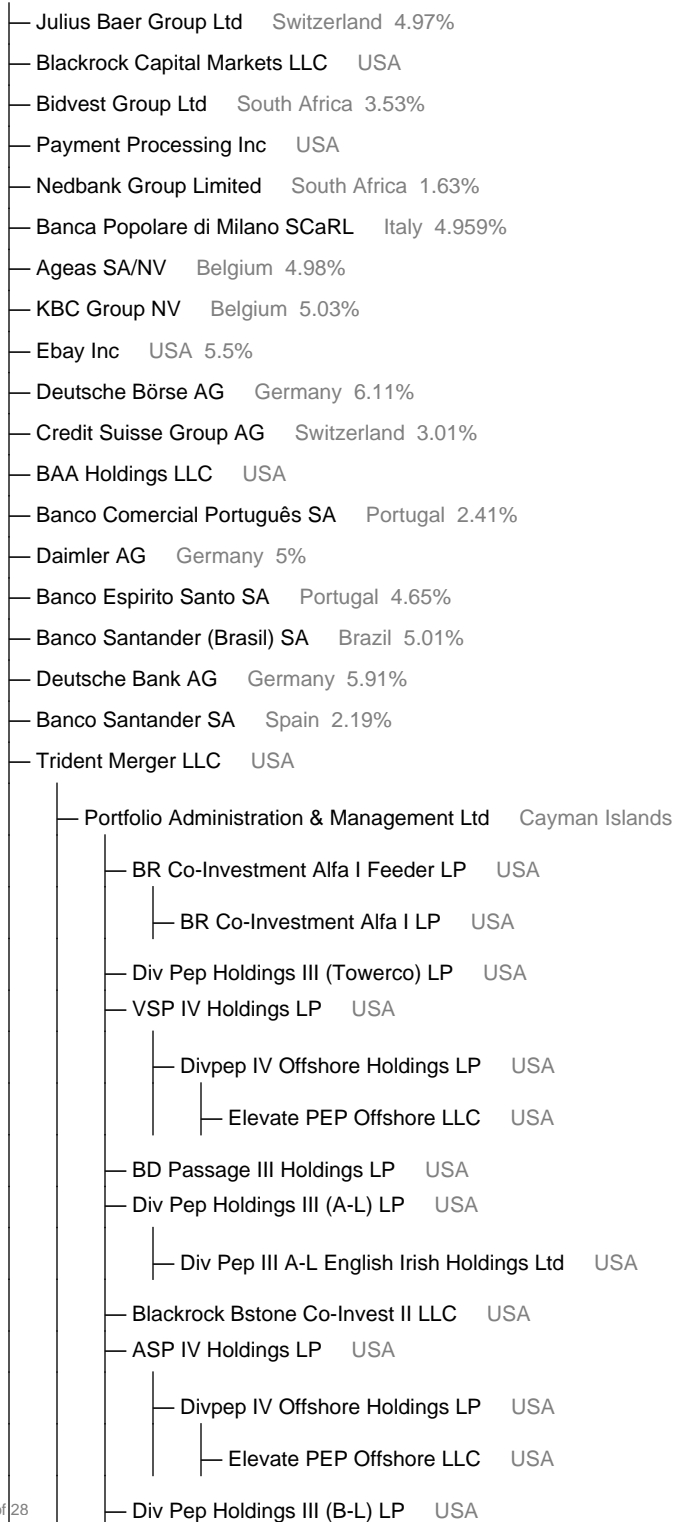 Julius Baer Group Ltd Switzerland 4.97%
Blackrock Capital Markets LLC USA
Bidvest Group Ltd South Africa 3.53%
Payment Processing Inc USA
Nedbank Group Limited South Africa 1.63%
Banca Popolare di Milano SCaRL Italy 4.959%
Ageas SA/NV Belgium 4.98%
KBC Group NV Belgium 5.03%
Ebay Inc USA 5.5%
Deutsche Börse AG Germany 6.11%
Credit Suisse Group AG Switzerland 3.01%
BAA Holdings LLC USA
Banco Comercial Português SA Portugal 2.41%
Daimler AG Germany 5%
Banco Espirito Santo SA Portugal 4.65%
Banco Santander (Brasil) SA Brazil 5.01%
Deutsche Bank AG Germany 5.91%
Banco Santander SA Spain 2.19%
Trident Merger LLC USA
Portfolio Administration & Management Ltd Cayman Islands
BR Co-Investment Alfa I Feeder LP USA
BR Co-Investment Alfa I LP USA
Div Pep Holdings III (Towerco) LP USA
VSP IV Holdings LP USA
Divpep IV Offshore Holdings LP USA
Elevate PEP Offshore LLC USA
BD Passage III Holdings LP USA
Div Pep Holdings III (A-L) LP USA
Div Pep III A-L English Irish Holdings Ltd USA
Blackrock Bstone Co-Invest II LLC USA
ASP IV Holdings LP USA
Divpep IV Offshore Holdings LP USA
Elevate PEP Offshore LLC USA
of 28 Div Pep Holdings III (B-L) LP USA